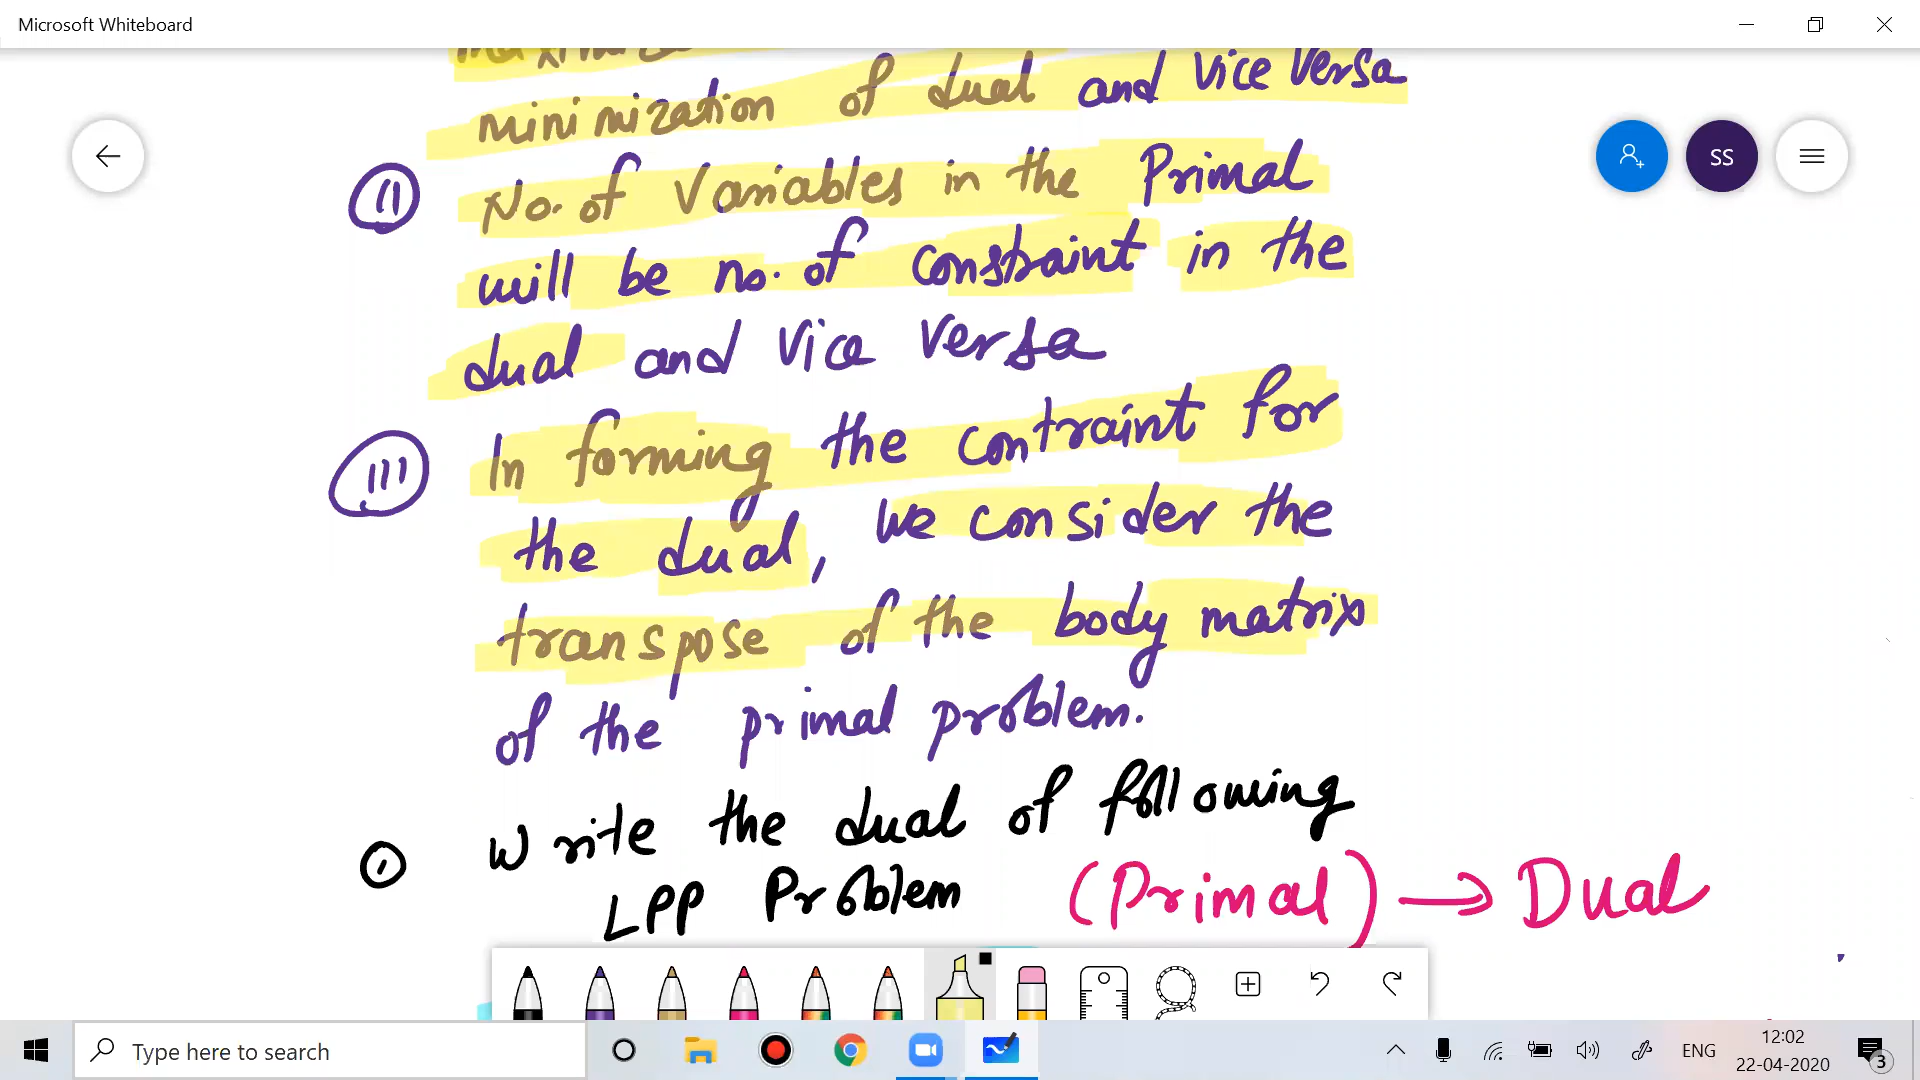 Microsoft Whiteboard
minimization of dual and Vice Versa
SS
II No. of Variables in the Primal
will be no. of constraint in the
dual and Vice Versa
III In forming the contraint for
the dual, we consider the
transpose of the body matrix
of the primal problem.
1 Write the dual of following
LPP Problem (Primal) → Dual
Type here to search
ENG
12:02
22-04-2020
3